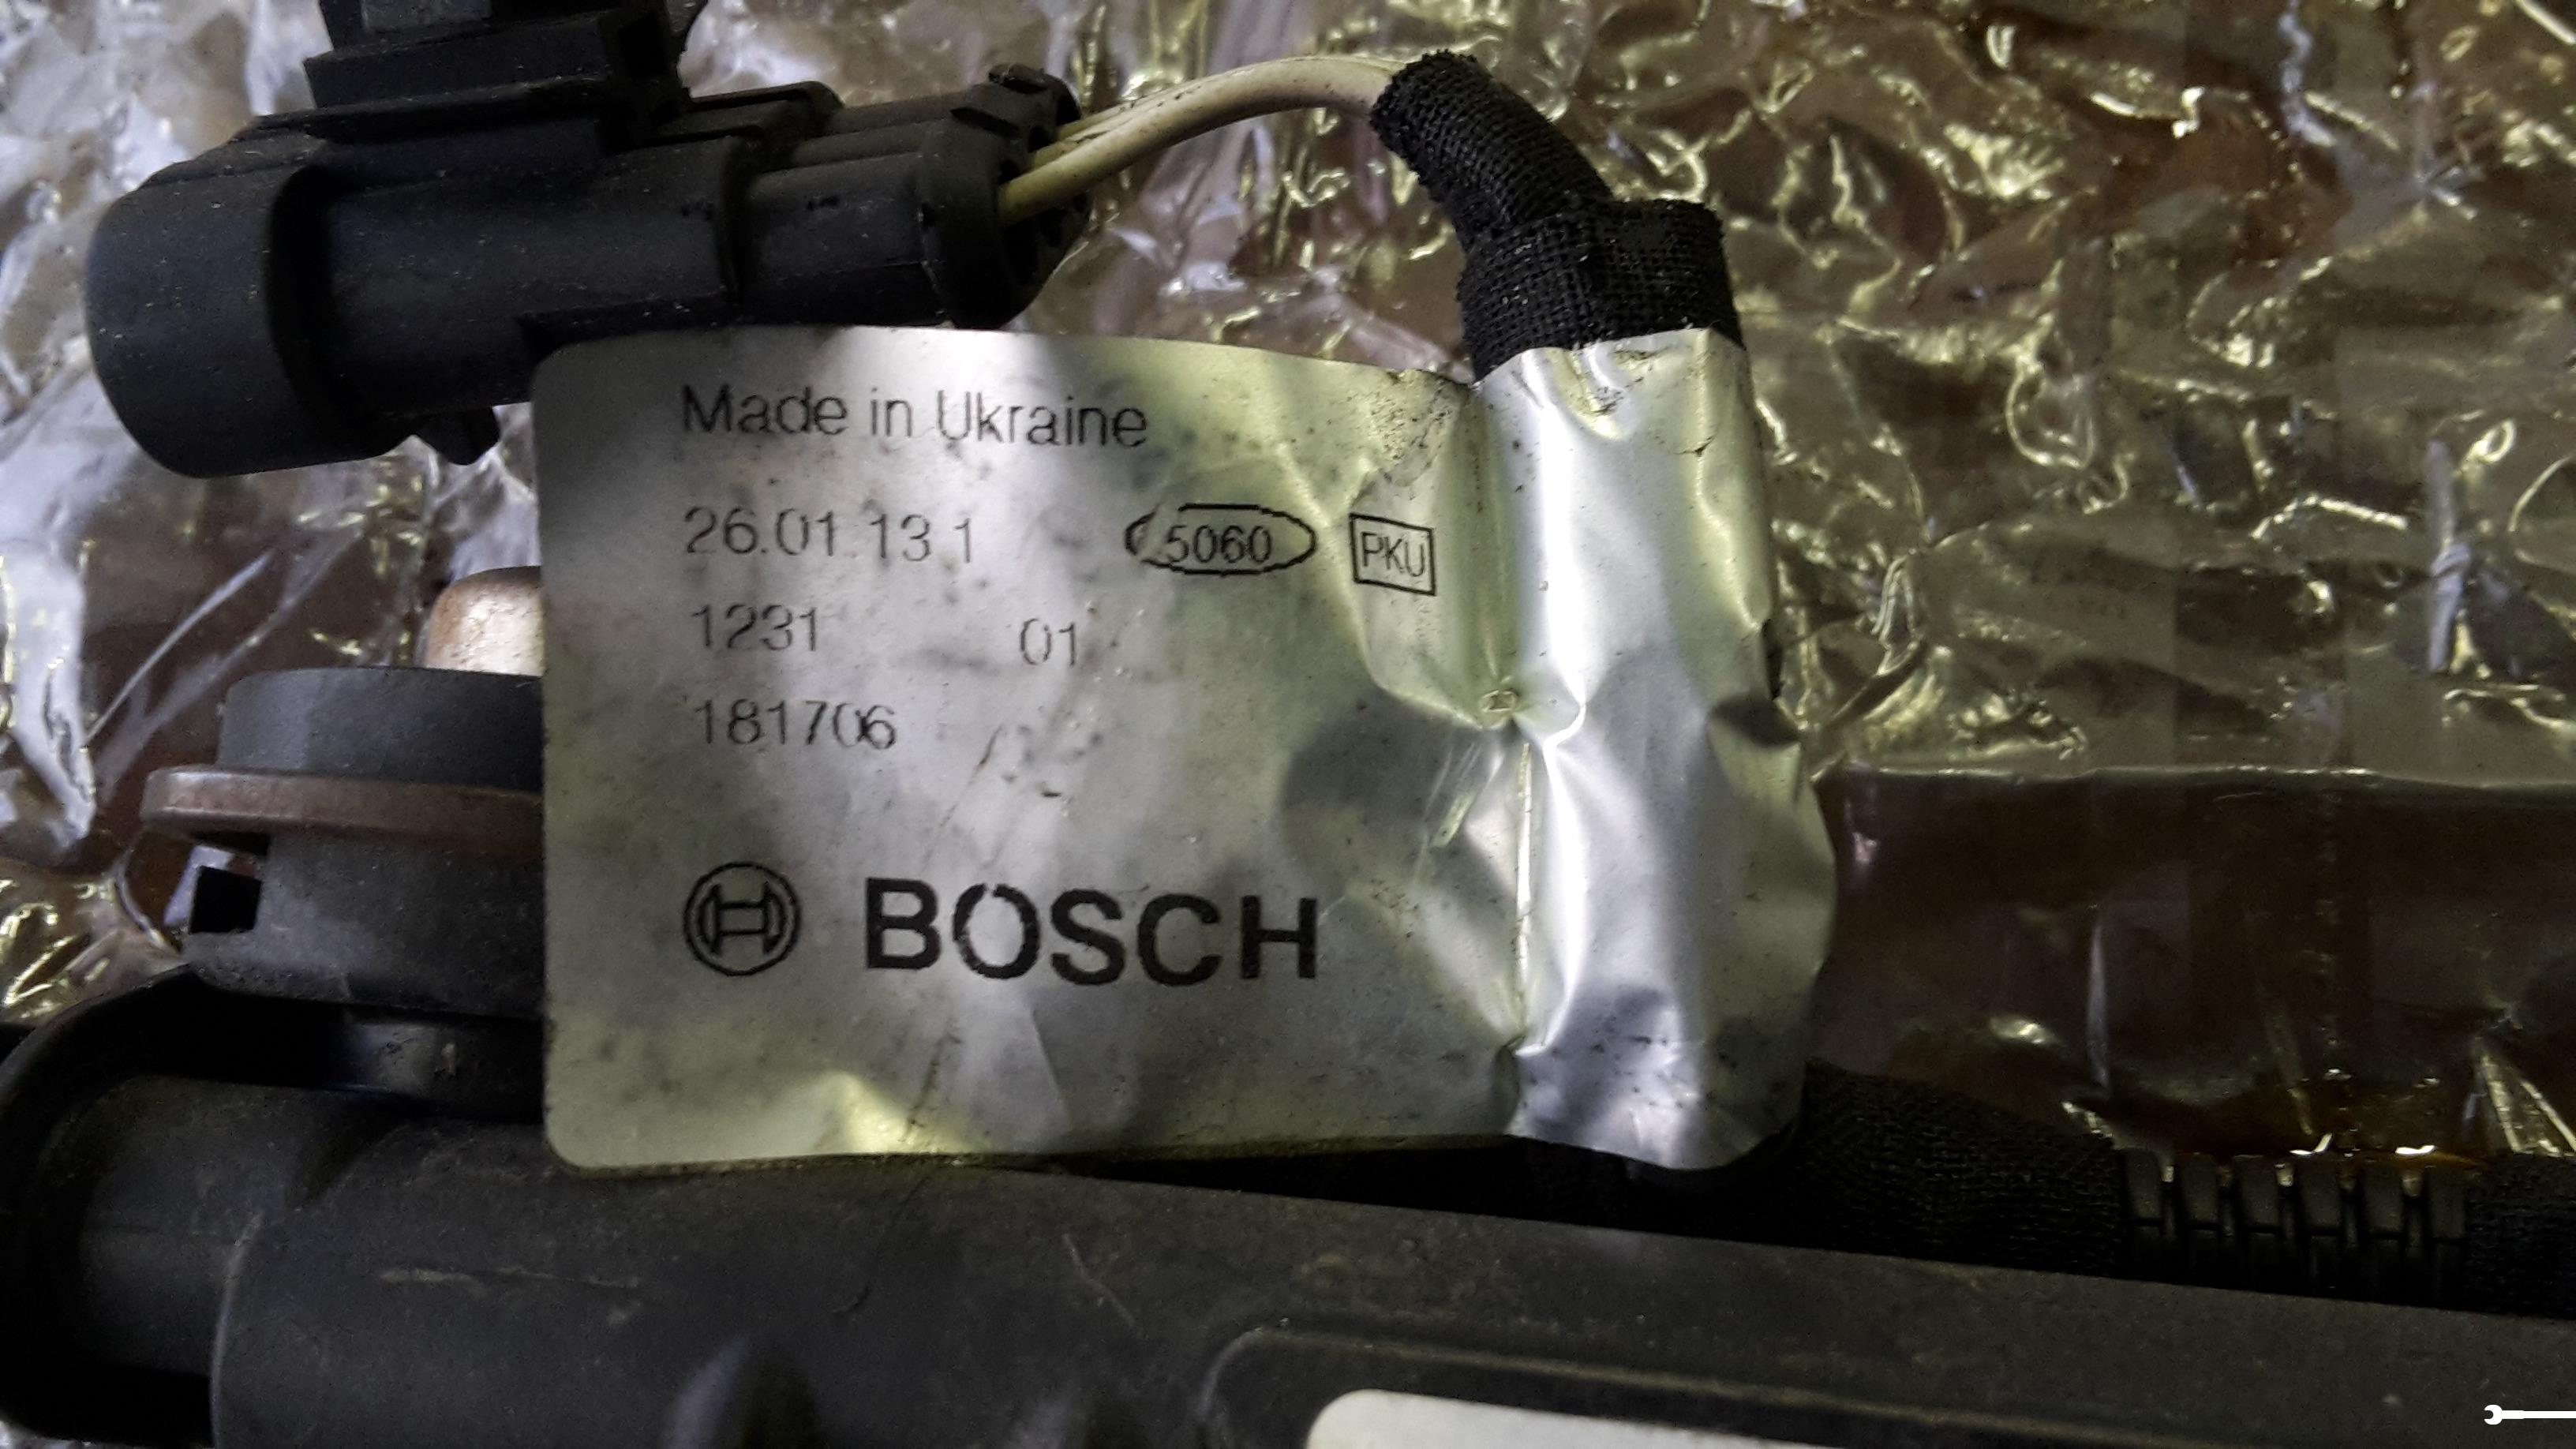 Made in Ukraine
26.01.13 1 5060 PKU
1231 01
181706
BOSCH